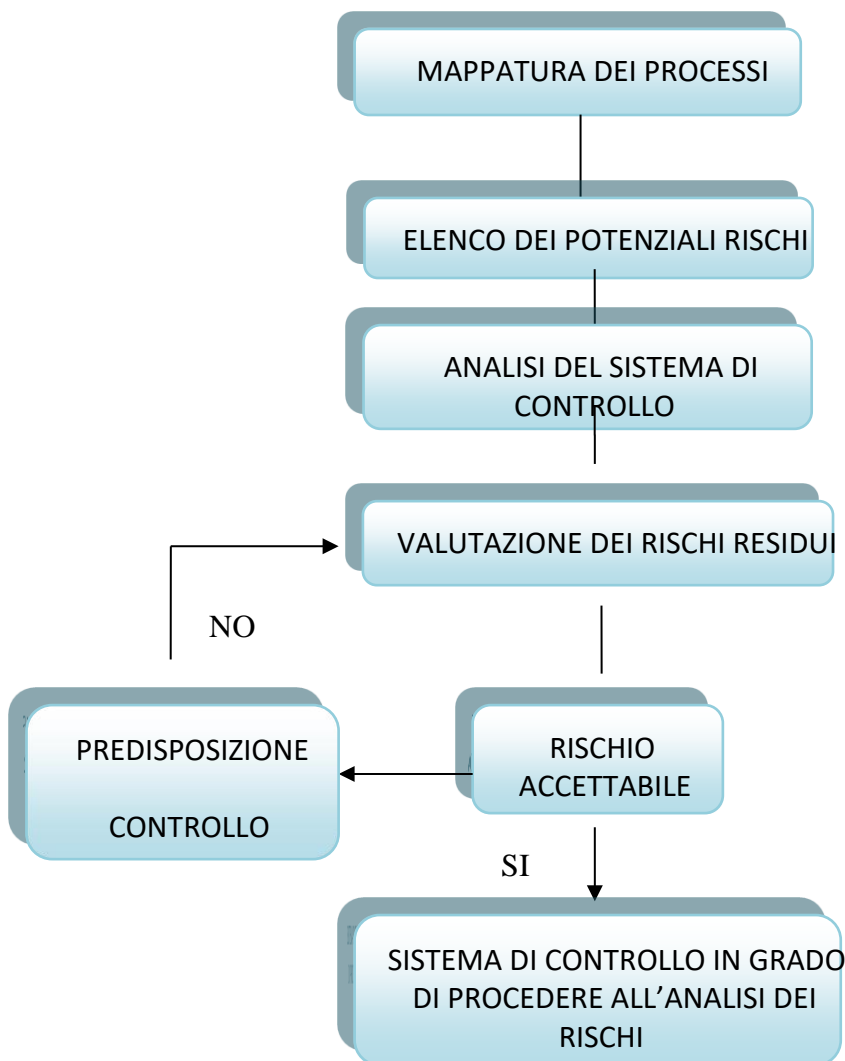 MAPPATURA DEI PROCESSI
ELENCO DEI POTENZIALI RISCHI
ANALISI DEL SISTEMA DI
CONTROLLO
VALUTAZIONE DEI RISCHI RESIDUI
NO
PREDISPOSIZIONE
CONTROLLO
RISCHIO
ACCETTABILE
SI
SISTEMA DI CONTROLLO IN GRADO
DI PROCEDERE ALL’ANALISI DEI
RISCHI